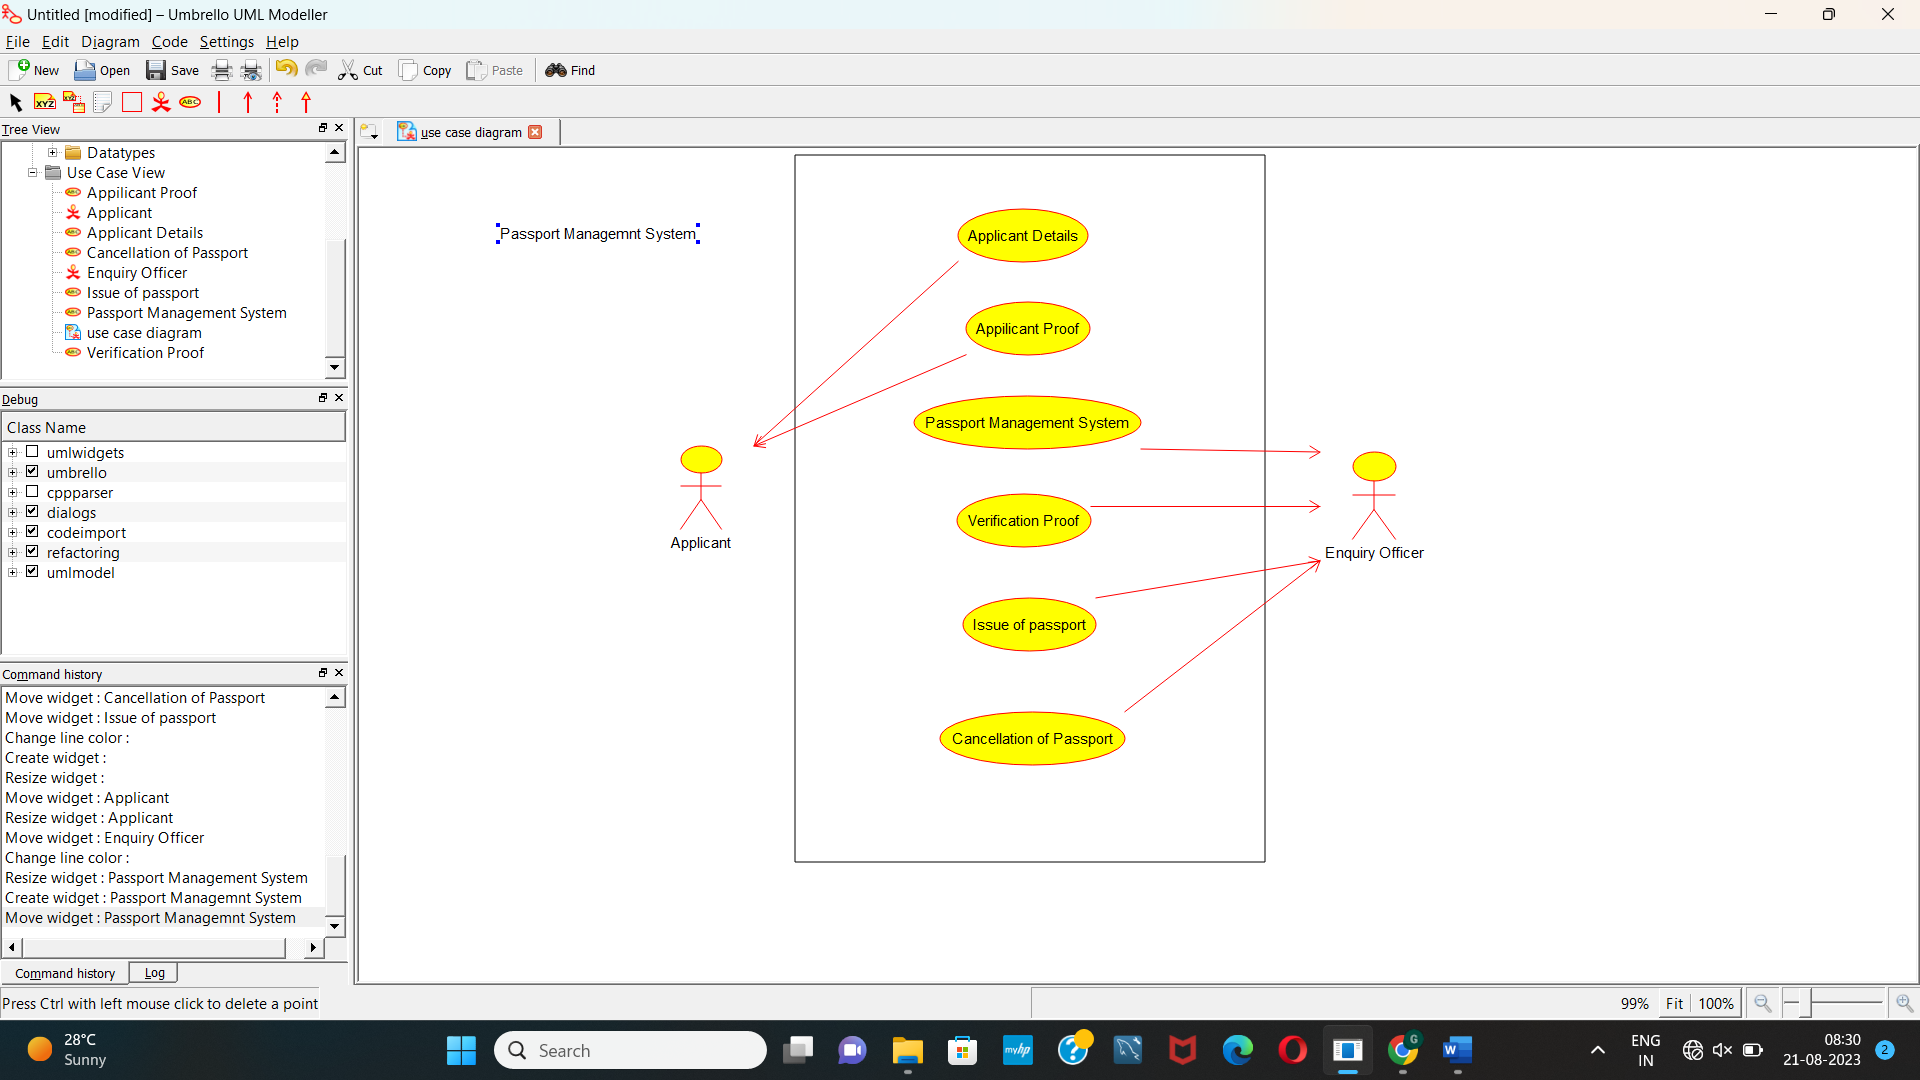 Untitled [modified] – Umbrello UML Modeller
File Edit Diagram Code Settings Help
New Open Save Cut Copy Paste Find
XYZ XYZ ABC
Tree View
use case diagram
Datatypes
Use Case View
Appilicant Proof
Applicant
Applicant Details
Cancellation of Passport
Enquiry Officer
Issue of passport
Passport Management System
use case diagram
Verification Proof
Debug
Class Name
umlwidgets
umbrello
cppparser
dialogs
codeimport
refactoring
umlmodel
Command history
Move widget : Cancellation of Passport
Move widget : Issue of passport
Change line color :
Create widget :
Resize widget :
Move widget : Applicant
Resize widget : Applicant
Move widget : Enquiry Officer
Change line color :
Resize widget : Passport Management System
Create widget : Passport Managemnt System
Move widget : Passport Managemnt System
Command history Log
Passport Managemnt System
Applicant Details
Appilicant Proof
Passport Management System
Verification Proof
Issue of passport
Cancellation of Passport
Applicant
Enquiry Officer
Press Ctrl with left mouse click to delete a point
99% Fit 100%
28°C
Sunny
Search
myhp
G
W
ENG
IN
08:30
21-08-2023
2